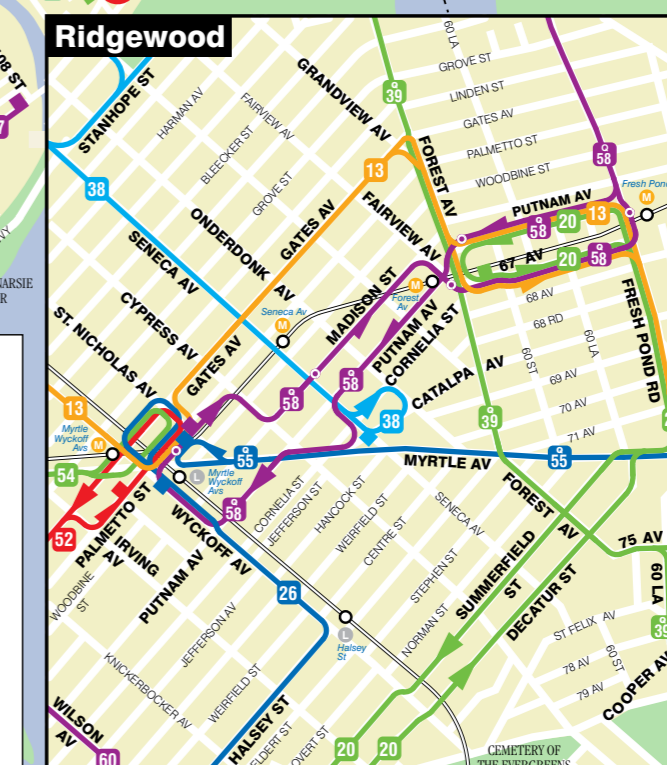 Ridgewood
08 ST
7
NARSIE
R
STANHOPE ST
38
HARMAN AV
BLEECKER ST
FAIRVIEW AV
GROVE ST
GRANDVIEW AV
39
60 LA
GROVE ST
LINDEN ST
GATES AV
PALMETTO ST
WOODBINE ST
58
Fresh Pond
M
13
FOREST AV
FAIRVIEW AV
PUTNAM AV
58
20
13
67 AV
20
58
SENECA AV
ONDERDONK AV
GATES AV
CYPRESS AV
ST. NICHOLAS AV
GATES AV
Seneca Av
M
MADISON ST
M
Forest
Av
PUTNAM AV
CORNELIA ST
CATALPA AV
68 AV
68 RD
60 ST
60 LA
69 AV
70 AV
71 AV
FRESH POND RD
58
58
38
39
13
Myrtle
Wyckoff
Avs
M
54
52
L
Myrtle
Wyckoff
Avs
55
MYRTLE AV
55
58
PALMETTO ST
IRVING AV
WOODBINE ST
PUTNAM AV
WYCKOFF AV
26
CORNELIA ST
JEFFERSON ST
HANCOCK ST
WEIRFIELD ST
CENTRE ST
SENECA AV
STEPHEN ST
NORMAN ST
SUMMERFIELD ST
DECATUR ST
FOREST AV
75 AV
60 LA
39
ST FELIX AV
60 ST
78 AV
79 AV
COOPER AV
L
Halsey
St
JEFFERSON AV
KNICKERBOCKER AV
WEIRFIELD ST
HALSEY ST
ELDERT ST
OVERT ST
WILSON AV
60
20
20
CEMETERY OF
THE EVERGREENS